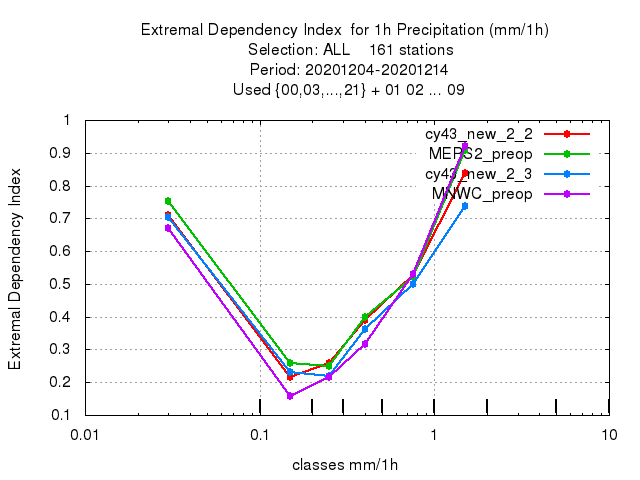 Extremal Dependency Index  for 1h Precipitation (mm/1h)
Selection: ALL    161 stations
Period: 20201204-20201214
Used {00,03,...,21} + 01 02 ... 09
cy43_new_2_2
MEPS2_preop
cy43_new_2_3
MNWC_preop
Extremal Dependency Index
1
0.9
0.8
0.7
0.6
0.5
0.4
0.3
0.2
0.1
0.01
0.1
1
10
classes mm/1h